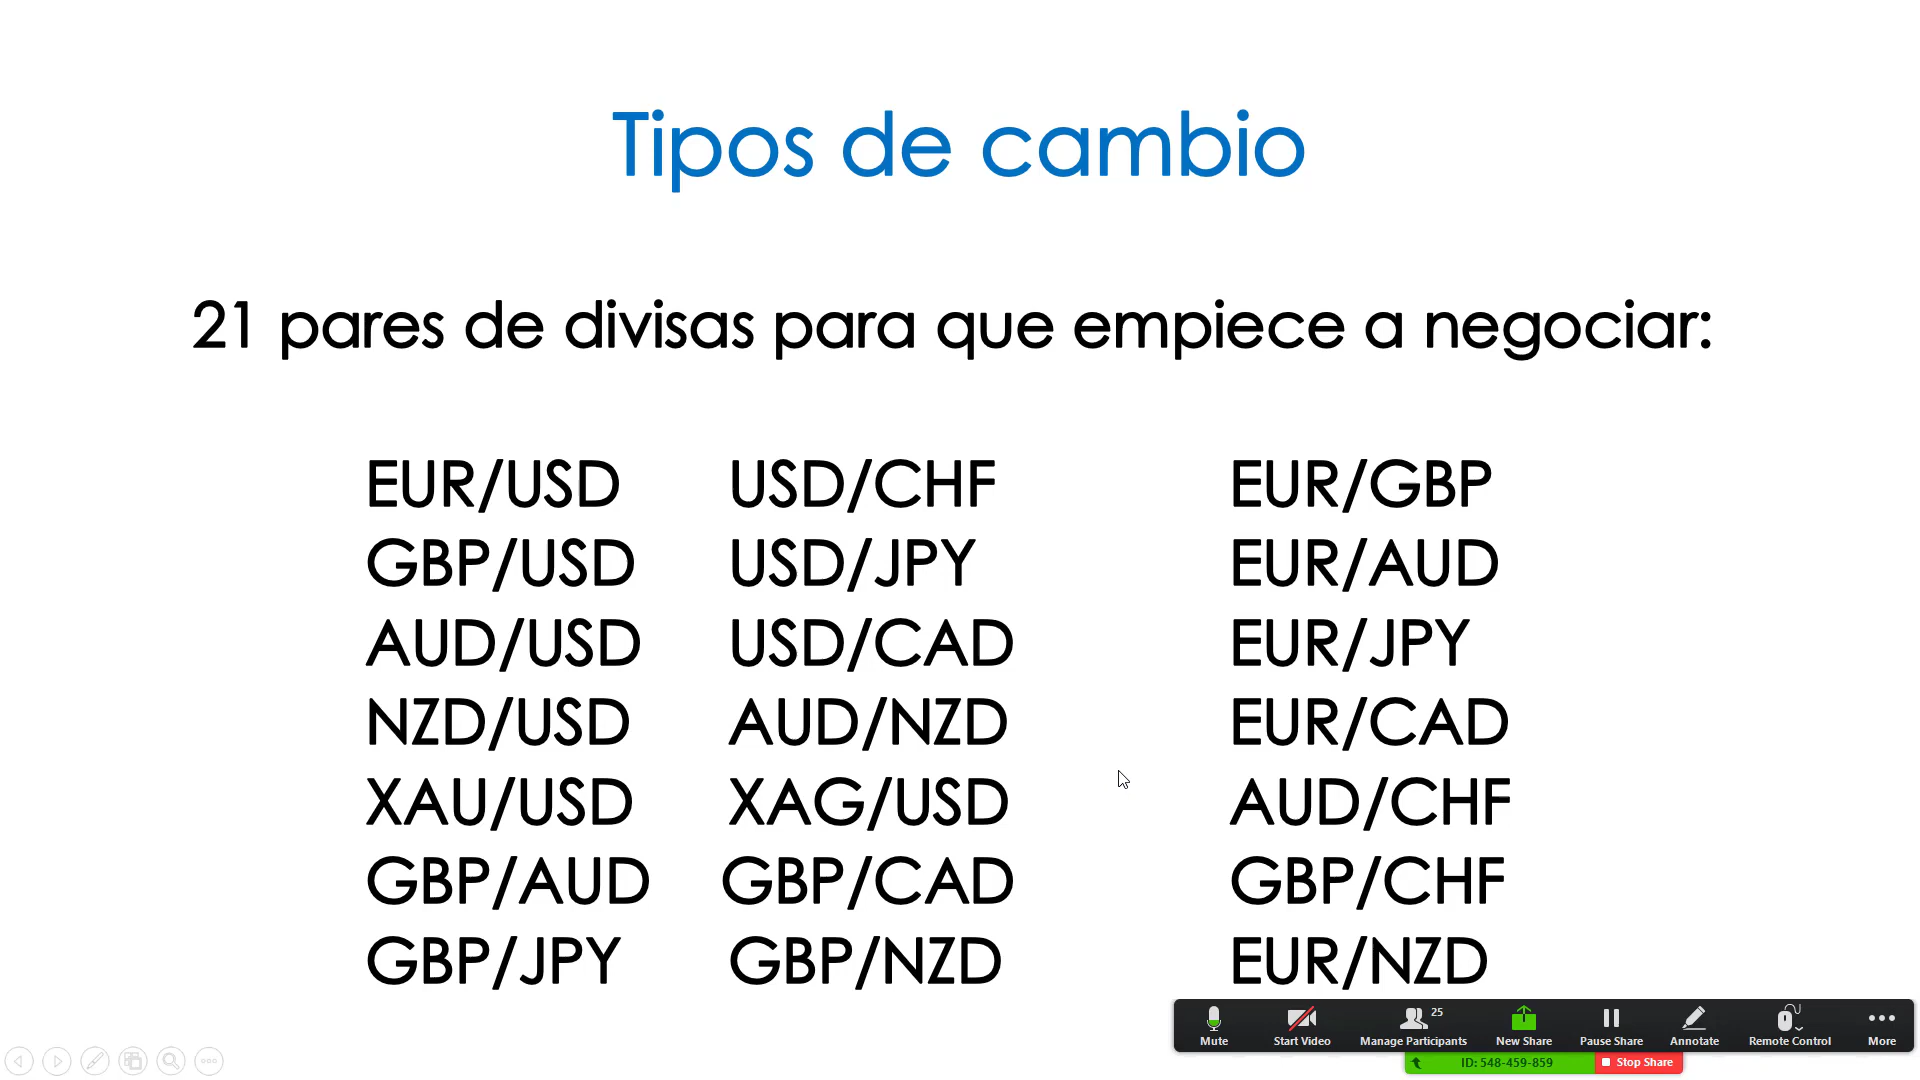 Tipos de cambio
21 pares de divisas para que empiece a negociar:
EUR/USD USD/CHF EUR/GBP
GBP/USD USD/JPY EUR/AUD
AUD/USD USD/CAD EUR/JPY
NZD/USD AUD/NZD EUR/CAD
XAU/USD XAG/USD AUD/CHF
GBP/AUD GBP/CAD GBP/CHF
GBP/JPY GBP/NZD EUR/NZD
25
Mute Start Video Manage Participants New Share Pause Share Annotate Remote Control More
ID: 548-459-859 Stop Share